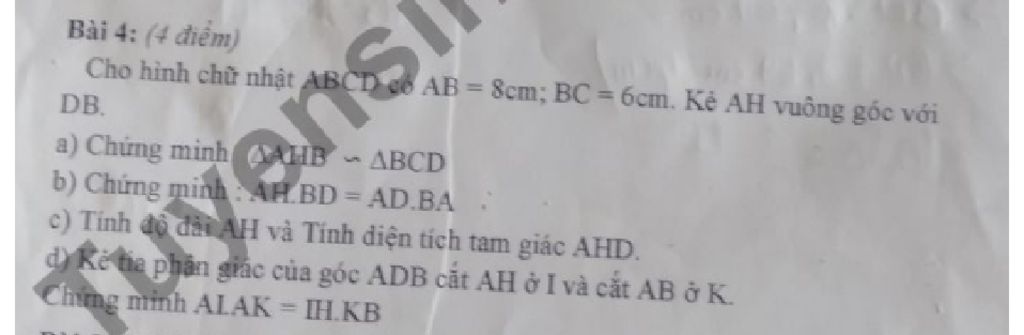 Bài 4: (4 điểm)
Cho hình chữ nhật ABCD có AB = 8cm; BC = 6cm. Kẻ AH vuông góc với
DB.
a) Chứng minh ΔAHB ∽ ΔBCD
b) Chứng minh : AH.BD = AD.BA
c) Tính độ dài AH và Tính diện tích tam giác AHD.
d) Kẻ tia phân giác của góc ADB cắt AH ở I và cắt AB ở K.
Chứng minh AI.AK = IH.KB
Tuyensin